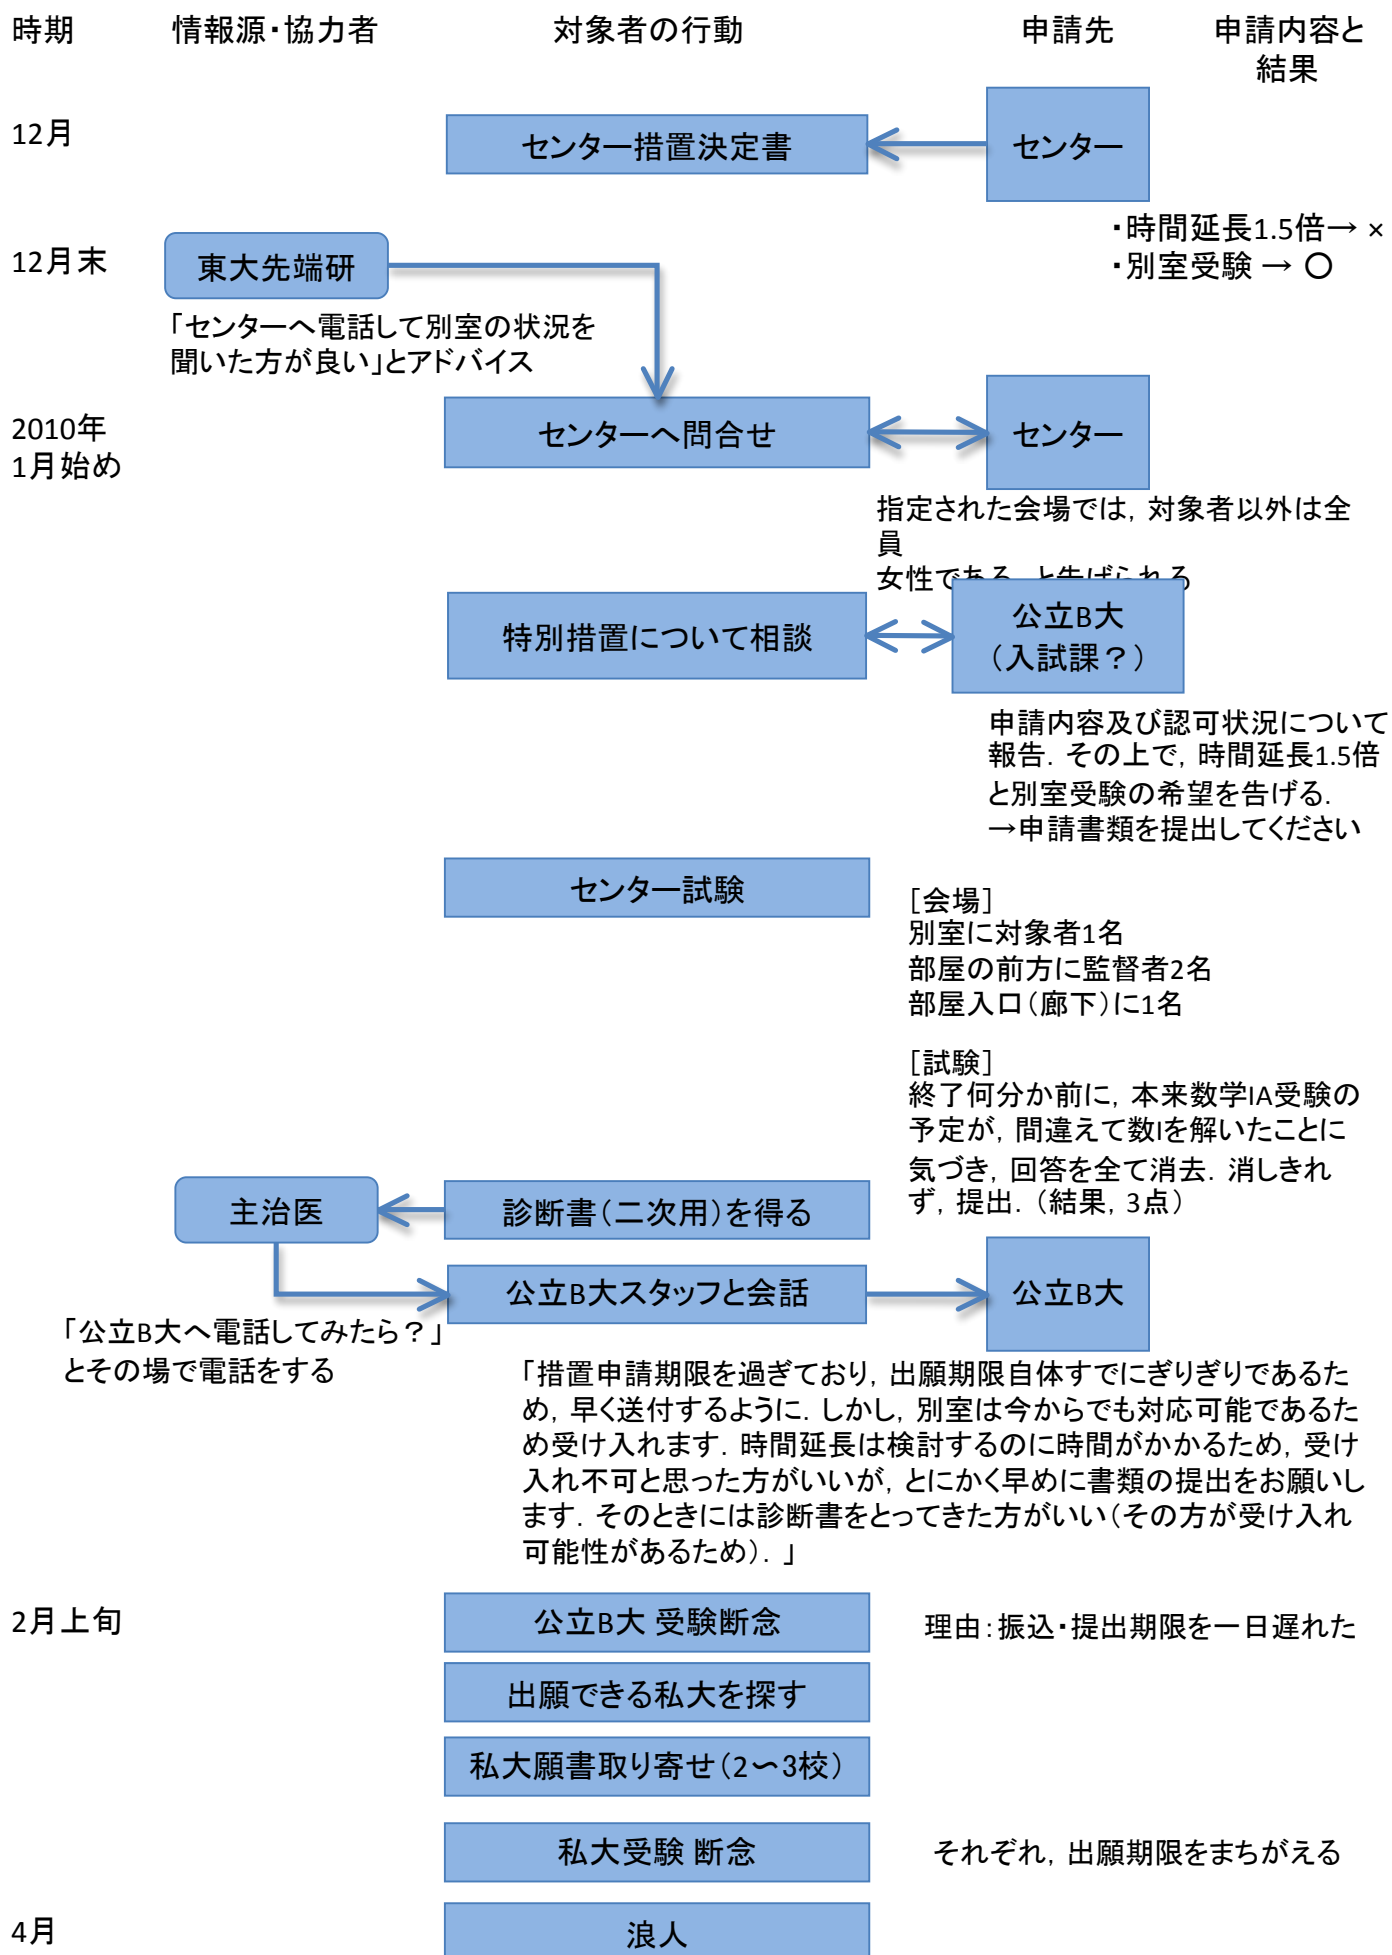 時期
情報源・協力者
対象者の行動
申請先
申請内容と
結果
12月
センター措置決定書
センター
・時間延長1.5倍→ ×
・別室受験 → 〇
12月末
東大先端研
「センターへ電話して別室の状況を
聞いた方が良い」とアドバイス
2010年
1月始め
センターへ問合せ
センター
指定された会場では，対象者以外は全
員
女性である，と告げられる
特別措置について相談
公立B大
（入試課？）
申請内容及び認可状況について
報告．その上で，時間延長1.5倍
と別室受験の希望を告げる．
→申請書類を提出してください
センター試験
［会場］
別室に対象者1名
部屋の前方に監督者2名
部屋入口（廊下）に1名
［試験］
終了何分か前に，本来数学IA受験の
予定が，間違えて数Iを解いたことに
気づき，回答を全て消去．消しきれ
ず，提出．（結果，3点）
主治医
診断書（二次用）を得る
公立B大スタッフと会話
公立B大
「公立B大へ電話してみたら？」
とその場で電話をする
「措置申請期限を過ぎており，出願期限自体すでにぎりぎりであるた
め，早く送付するように．しかし，別室は今からでも対応可能であるた
め受け入れます．時間延長は検討するのに時間がかかるため，受け
入れ不可と思った方がいいが，とにかく早めに書類の提出をお願いし
ます．そのときには診断書をとってきた方がいい（その方が受け入れ
可能性があるため）．」
2月上旬
公立B大 受験断念
理由：振込・提出期限を一日遅れた
出願できる私大を探す
私大願書取り寄せ（2～3校）
私大受験 断念
それぞれ，出願期限をまちがえる
4月
浪人